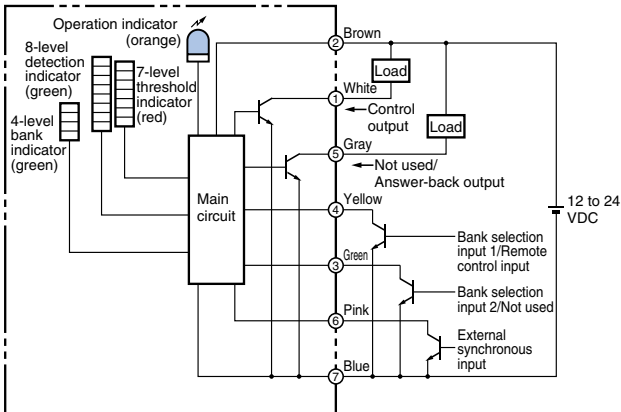 Operation indicator
(orange)
8-level
detection
indicator
(green)
7-level
threshold
indicator
(red)
4-level
bank
indicator
(green)
Main
circuit
2 Brown
Load
1 White
Control
output
Load
5 Gray
Not used/
Answer-back output
4 Yellow
12 to 24
VDC
Bank selection
input 1/Remote
control input
3 Green
Bank selection
input 2/Not used
6 Pink
External
synchronous
input
7 Blue